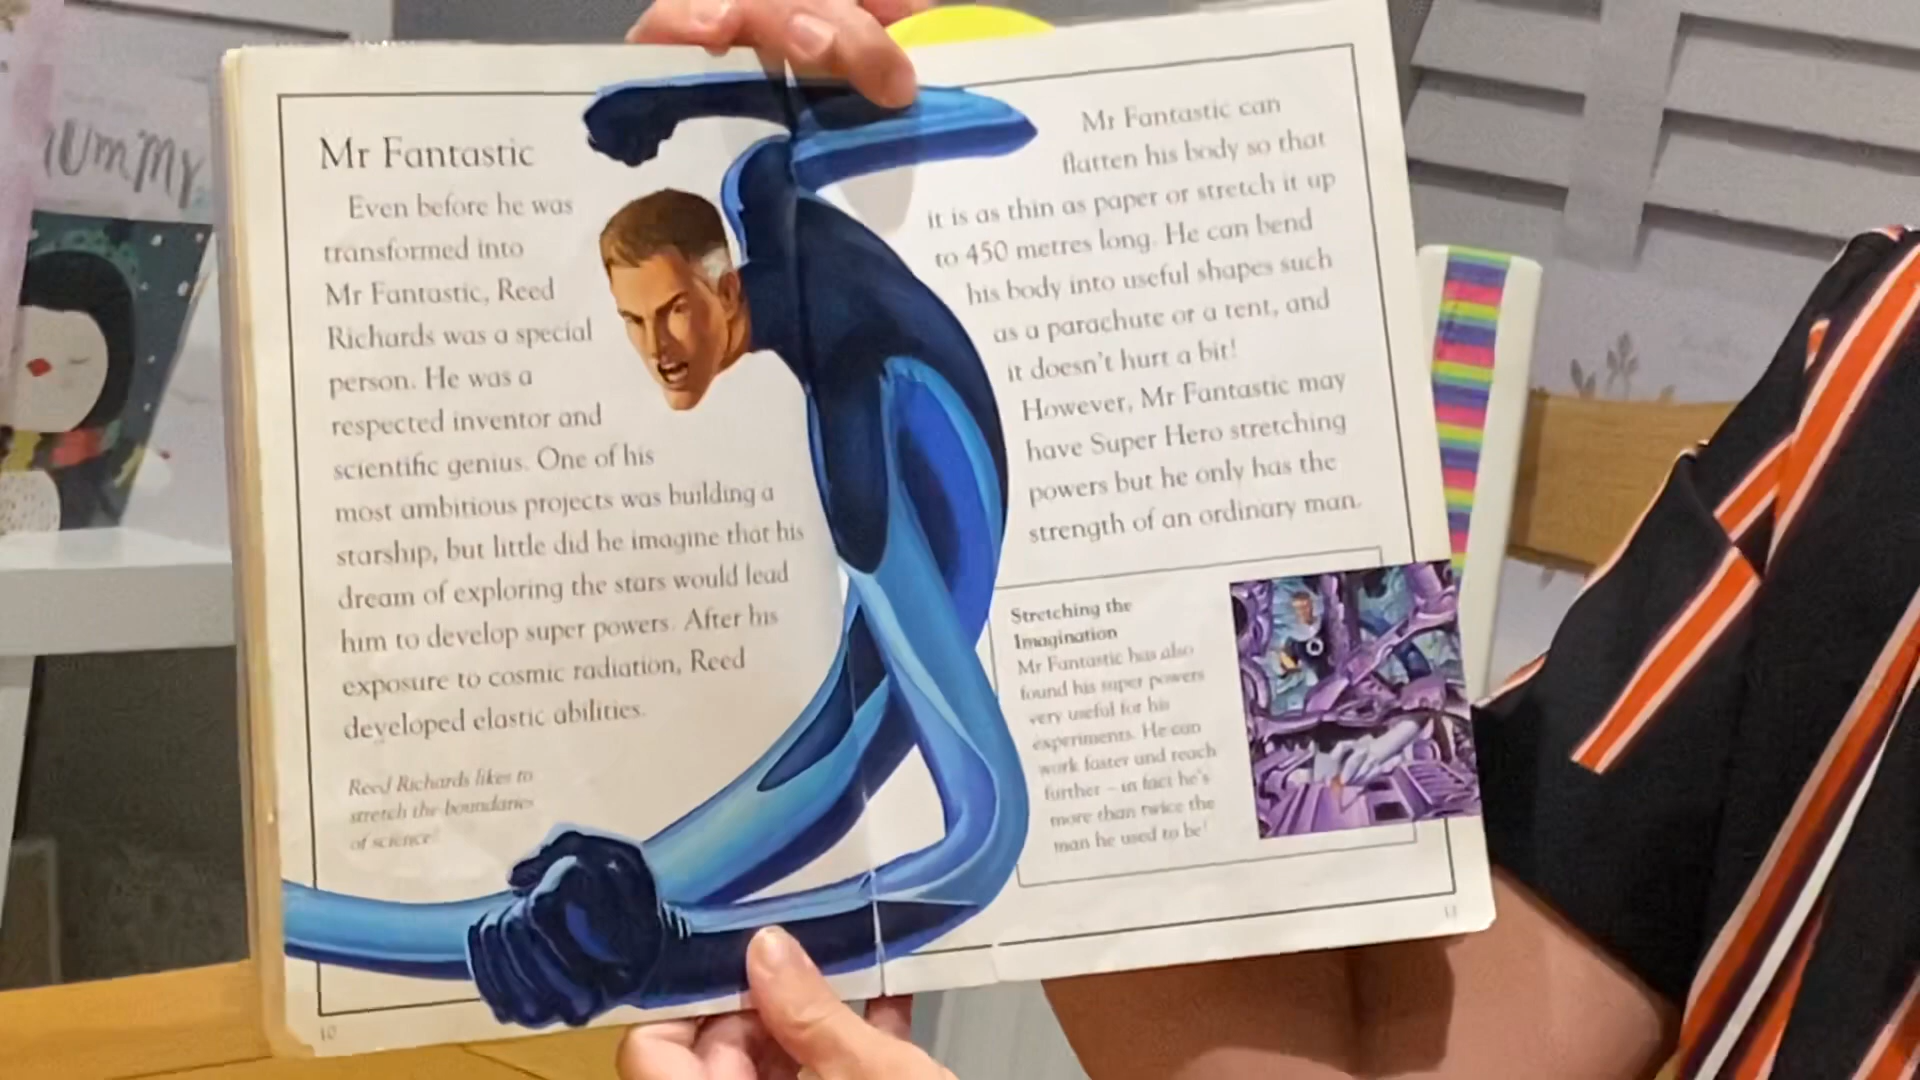 mummy
Mr Fantastic
Even before he was
transformed into
Mr Fantastic, Reed
Richards was a special
person. He was a
respected inventor and
scientific genius. One of his
most ambitious projects was building a
starship, but little did he imagine that his
dream of exploring the stars would lead
him to develop super powers. After his
exposure to cosmic radiation, Reed
developed elastic abilities.
Reed Richards likes to
stretch the boundaries
of science!
10
Mr Fantastic can
flatten his body so that
it is as thin as paper or stretch it up
to 450 metres long. He can bend
his body into useful shapes such
as a parachute or a tent, and
it doesn't hurt a bit!
However, Mr Fantastic may
have Super Hero stretching
powers but he only has the
strength of an ordinary man.
Stretching the
Imagination
Mr Fantastic has also
found his super powers
very useful for his
experiments. He can
work faster and reach
further – in fact he's
more than twice the
man he used to be!
11